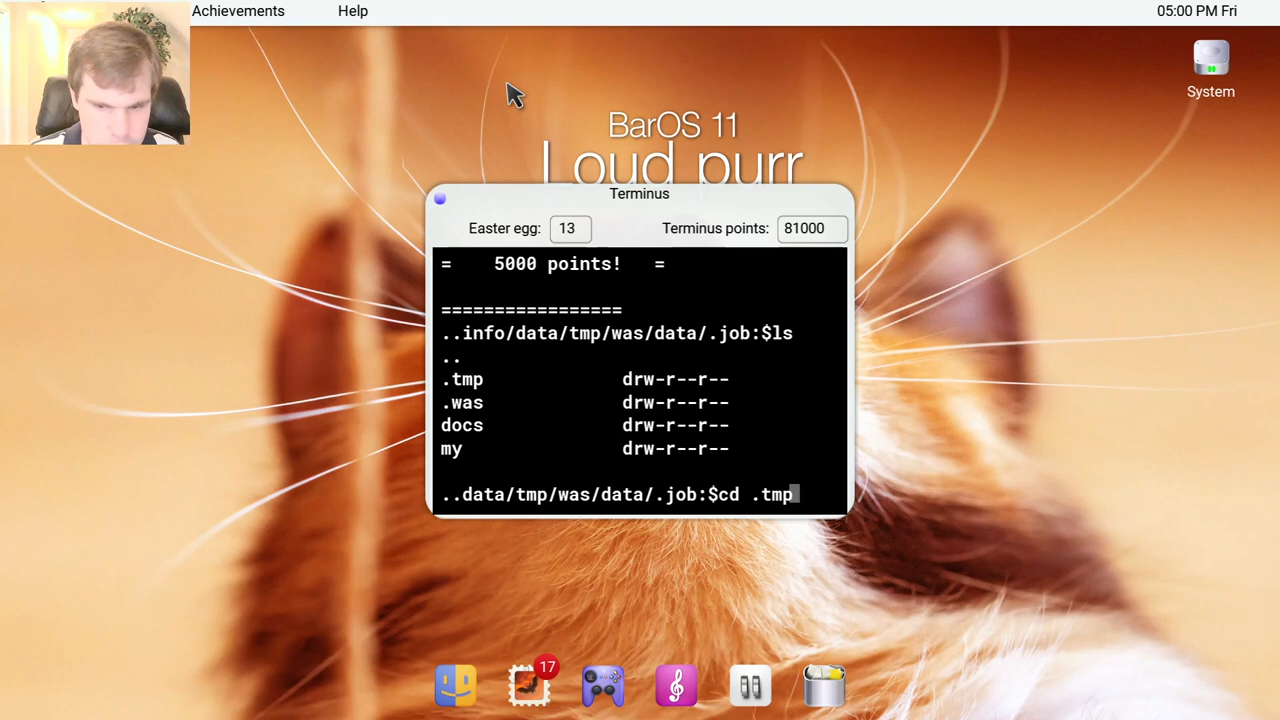 Achievements Help 05:00 PM Fri
System
BarOS 11
Loud purr
Terminus
Easter egg: 13 Terminus points: 81000
= 5000 points! =
=================
..info/data/tmp/was/data/.job:$ls
..
.tmp drw-r--r--
.was drw-r--r--
docs drw-r--r--
my drw-r--r--
..data/tmp/was/data/.job:$cd .tmp
17